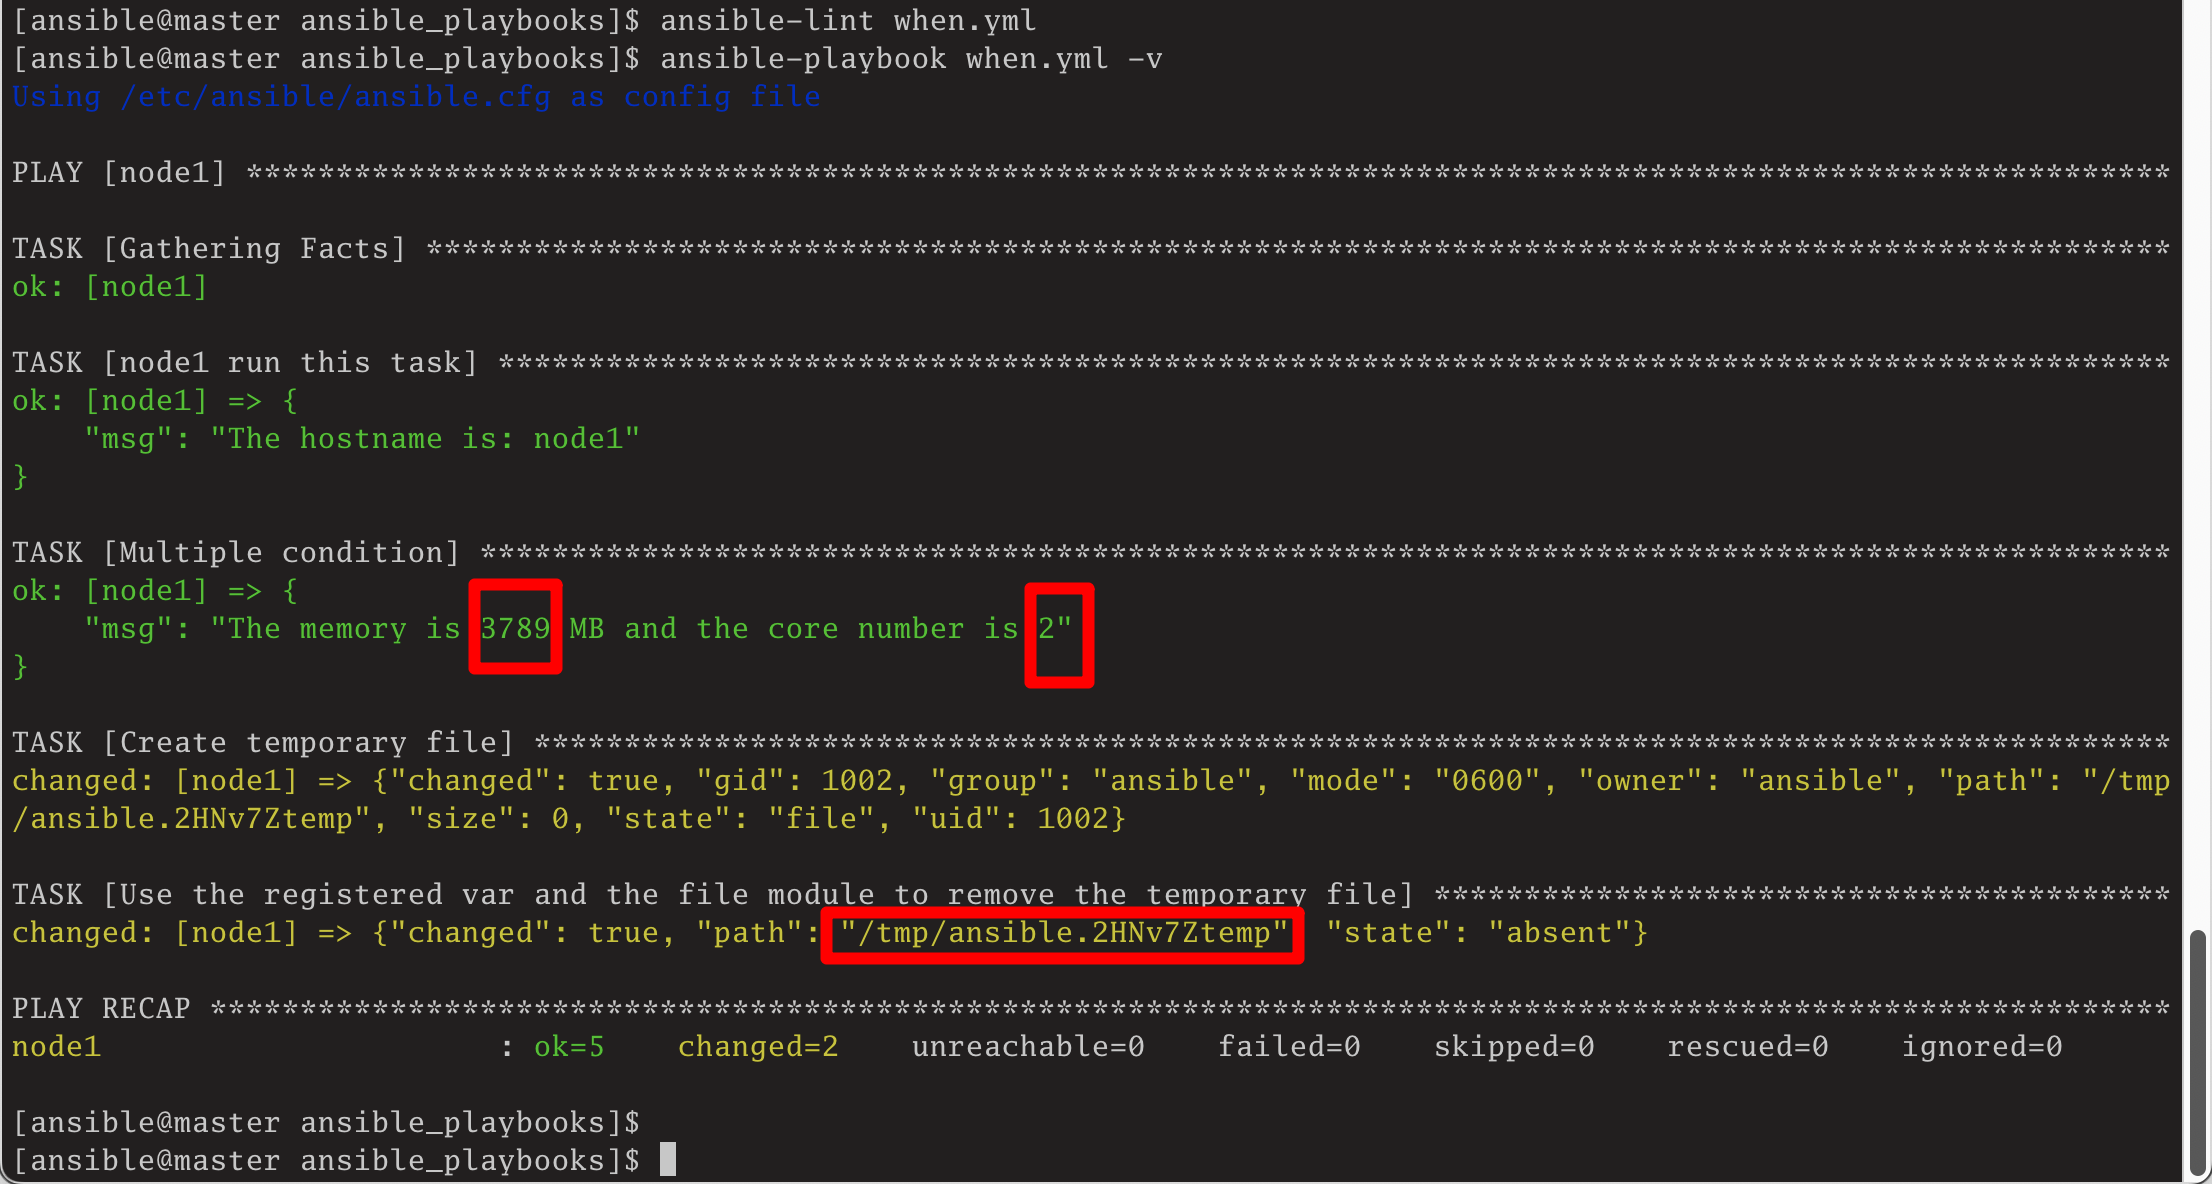 [ansible@master ansible_playbooks]$ ansible-lint when.yml
[ansible@master ansible_playbooks]$ ansible-playbook when.yml -v
Using /etc/ansible/ansible.cfg as config file
PLAY [node1] ***********************************************************************************************************
TASK [Gathering Facts] *************************************************************************************************
ok: [node1]
TASK [node1 run this task] *********************************************************************************************
ok: [node1] => {
    "msg": "The hostname is: node1"
}
TASK [Multiple condition] **********************************************************************************************
ok: [node1] => {
    "msg": "The memory is 3789 MB and the core number is 2"
}
TASK [Create temporary file] *******************************************************************************************
changed: [node1] => {"changed": true, "gid": 1002, "group": "ansible", "mode": "0600", "owner": "ansible", "path": "/tmp
/ansible.2HNv7Ztemp", "size": 0, "state": "file", "uid": 1002}
TASK [Use the registered var and the file module to remove the temporary file] *****************************************
changed: [node1] => {"changed": true, "path": "/tmp/ansible.2HNv7Ztemp" "state": "absent"}
PLAY RECAP *************************************************************************************************************
node1                      : ok=5    changed=2    unreachable=0    failed=0    skipped=0    rescued=0    ignored=0
[ansible@master ansible_playbooks]$
[ansible@master ansible_playbooks]$